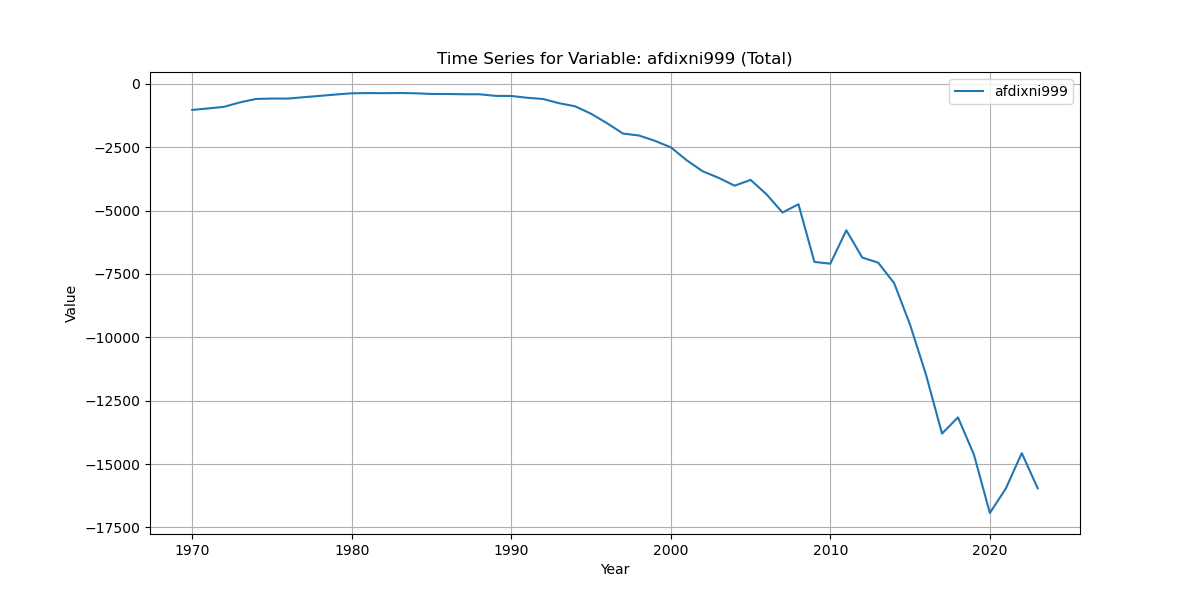 Time Series for Variable: afdixni999 (Total)
afdixni999
Value
0
−2500
−5000
−7500
−10000
−12500
−15000
−17500
1970 1980 1990 2000 2010 2020
Year